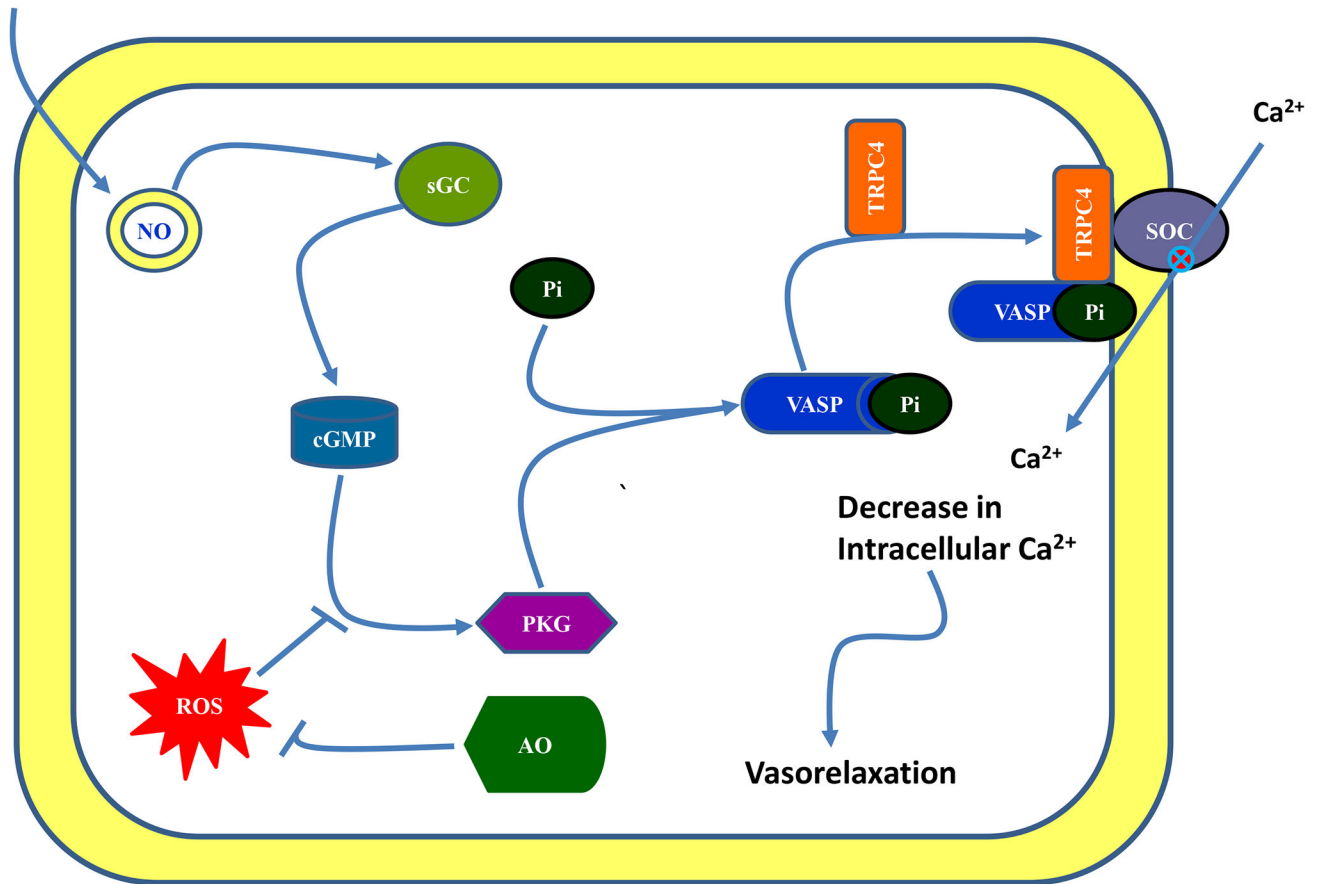 Ca²⁺
TRPC4
sGC
TRPC4
SOC
NO
Pi
VASP
Pi
VASP
Pi
cGMP
Ca²⁺
`
Decrease in
Intracellular Ca²⁺
PKG
ROS
AO
Vasorelaxation